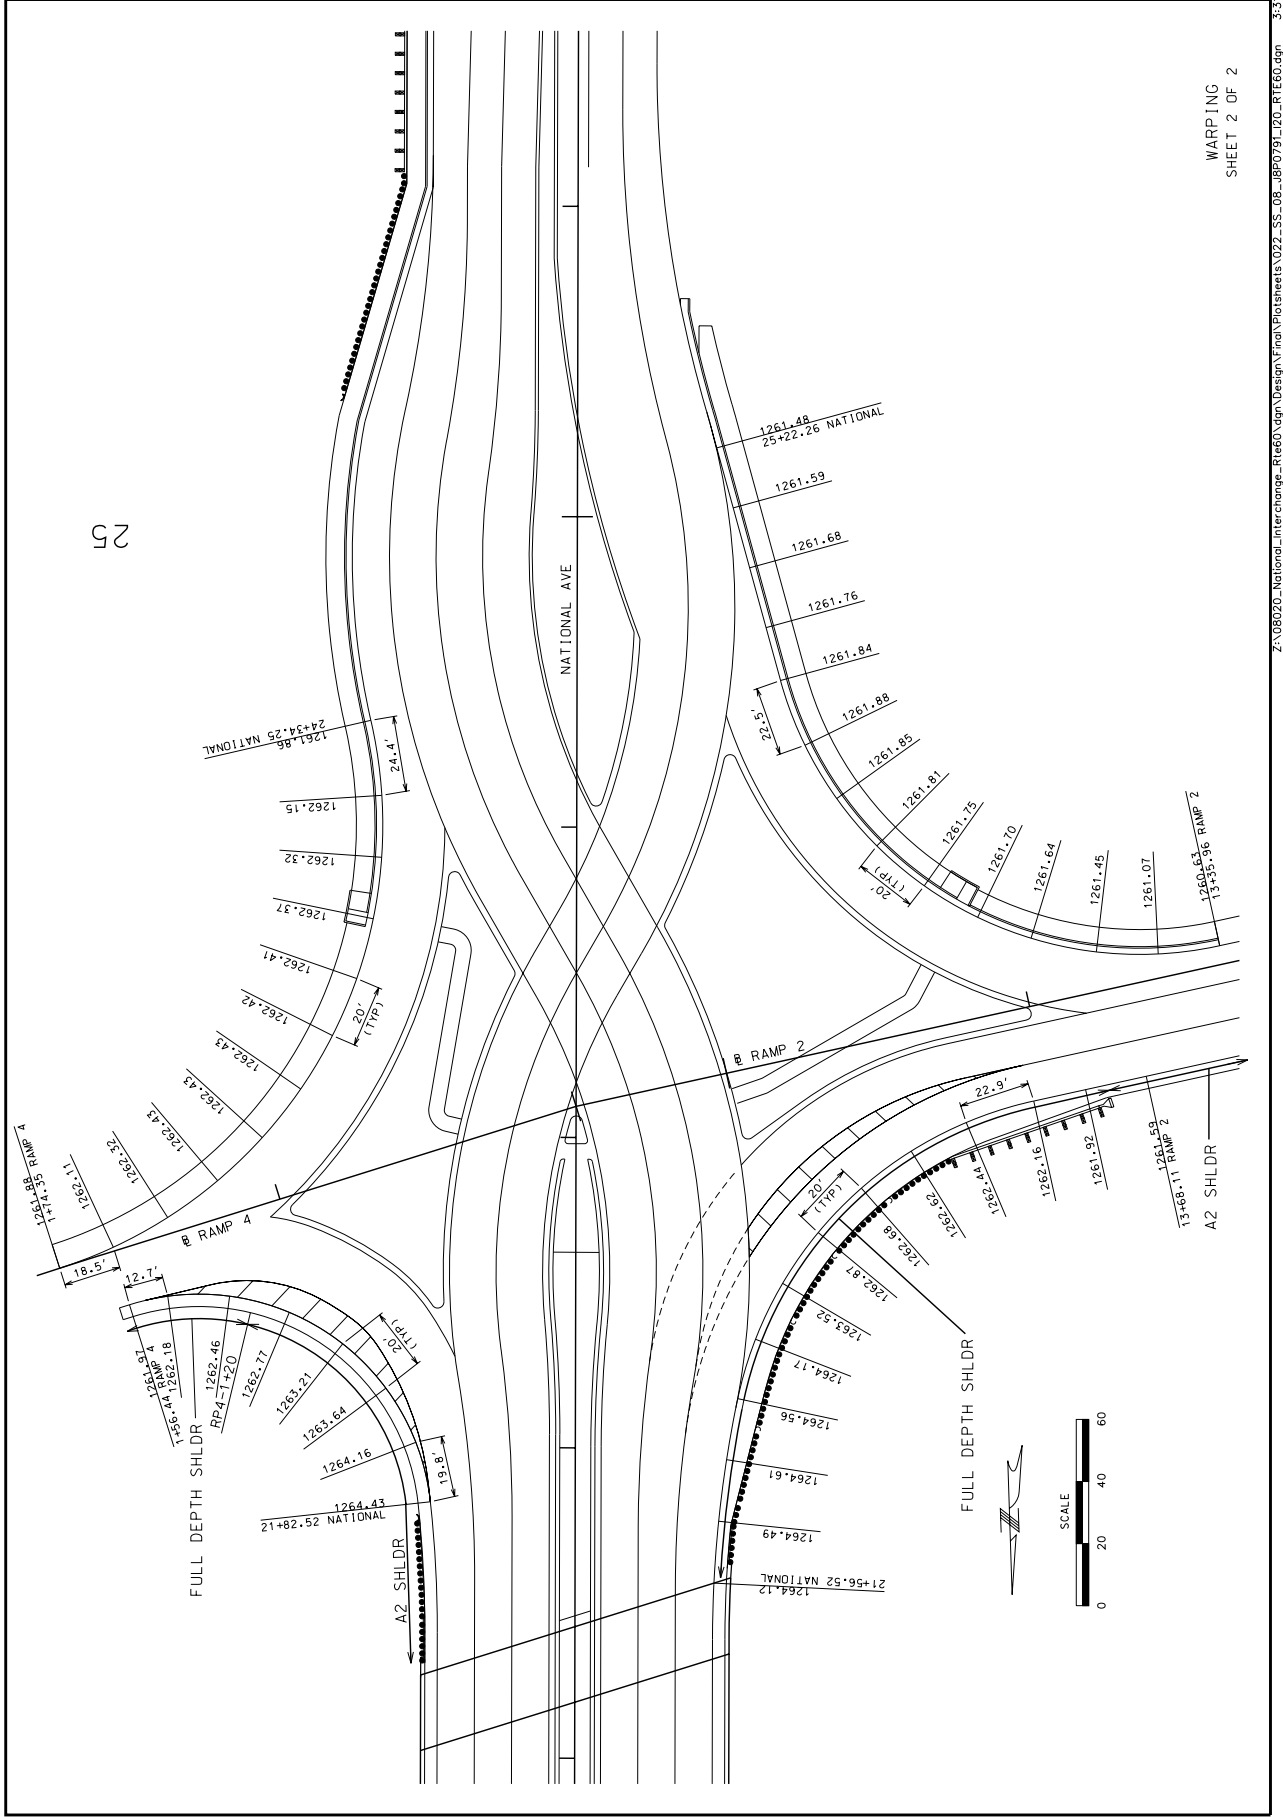 WARPING
SHEET 2 OF 2
Z:\08020_National_Interchange_Rte60\dgn\Design\Final\Plotsheets\022_SS_08_J8P0791_120_RTE60.dgn 3:3
25
NATIONAL AVE
1261.48
25+22.26 NATIONAL
1261.59
1261.68
1261.76
1261.84
22.5'
1261.88
1261.85
1261.81
20'
(TYP)
1261.75
1261.70
1261.64
1261.45
1261.07
1260.63
13+35.96 RAMP 2
24+34.25 NATIONAL
1261.86
24.4'
1262.15
1262.32
1262.37
1262.41
1262.42
20'
(TYP)
1262.43
1262.43
1262.43
1262.32
1262.11
1261.88 RAMP 4
1+74.35 RAMP 4
℄ RAMP 4
℄ RAMP 2
18.5'
12.7'
1261.97
1+56.44 RAMP 4
1262.18
1262.46
RP4-1+20
1262.77
1263.21
1263.64
20'
(TYP)
1264.16
19.8'
1264.43
21+82.52 NATIONAL
FULL DEPTH SHLDR
A2 SHLDR
22.9'
1261.59
13+68.11 RAMP 2
1261.92
1262.16
1262.44
1262.62
1262.68
20'
(TYP)
1262.87
1263.52
1264.17
1264.56
1264.61
1264.49
21+56.52 NATIONAL
1264.12
A2 SHLDR
FULL DEPTH SHLDR
SCALE
0 20 40 60